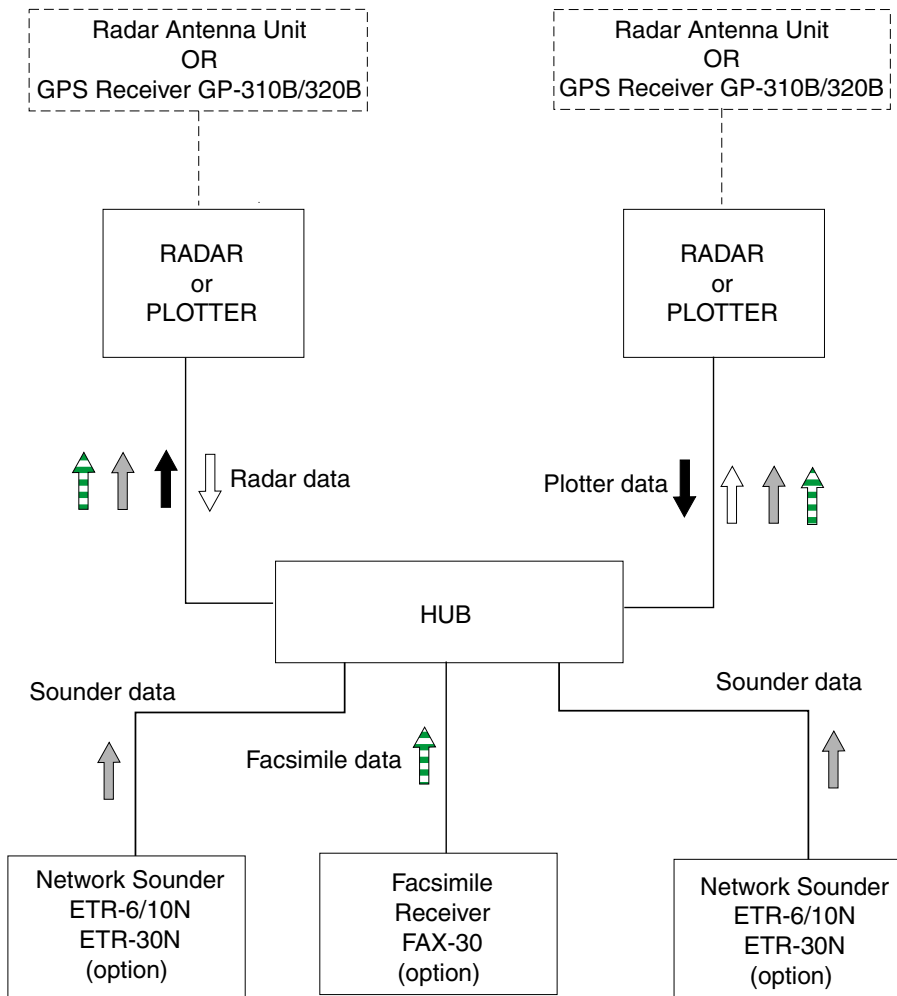 Radar Antenna Unit
OR
GPS Receiver GP-310B/320B
Radar Antenna Unit
OR
GPS Receiver GP-310B/320B
RADAR
or
PLOTTER
RADAR
or
PLOTTER
Radar data
Plotter data
HUB
Sounder data
Sounder data
Facsimile data
Network Sounder
ETR-6/10N
ETR-30N
(option)
Facsimile
Receiver
FAX-30
(option)
Network Sounder
ETR-6/10N
ETR-30N
(option)